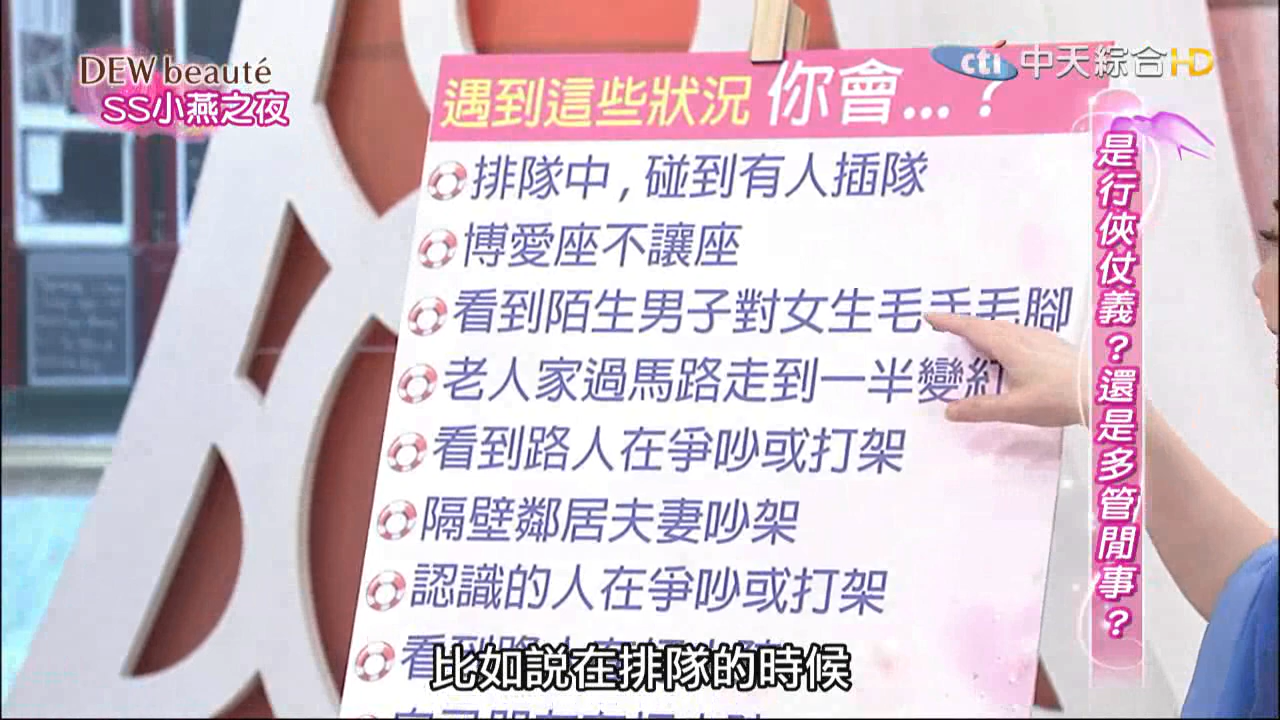 DEW beauté
SS小燕之夜
cti 中天綜合HD
遇到這些狀況 你會...?
排隊中,碰到有人插隊
博愛座不讓座
看到陌生男子對女生毛手毛腳
老人家過馬路走到一半變紅
看到路人在爭吵或打架
隔壁鄰居夫妻吵架
認識的人在爭吵或打架
看到路人
比如說在排隊的時候
是行俠仗義?還是多管閒事?